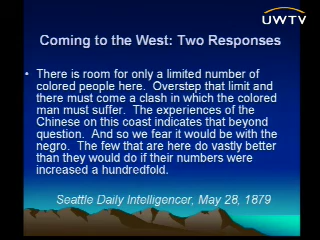 UWTV
Coming to the West: Two Responses
• There is room for only a limited number of
colored people here. Overstep that limit and
there must come a clash in which the colored
man must suffer. The experiences of the
Chinese on this coast indicates that beyond
question. And so we fear it would be with the
negro. The few that are here do vastly better
than they would do if their numbers were
increased a hundredfold.
Seattle Daily Intelligencer, May 28, 1879